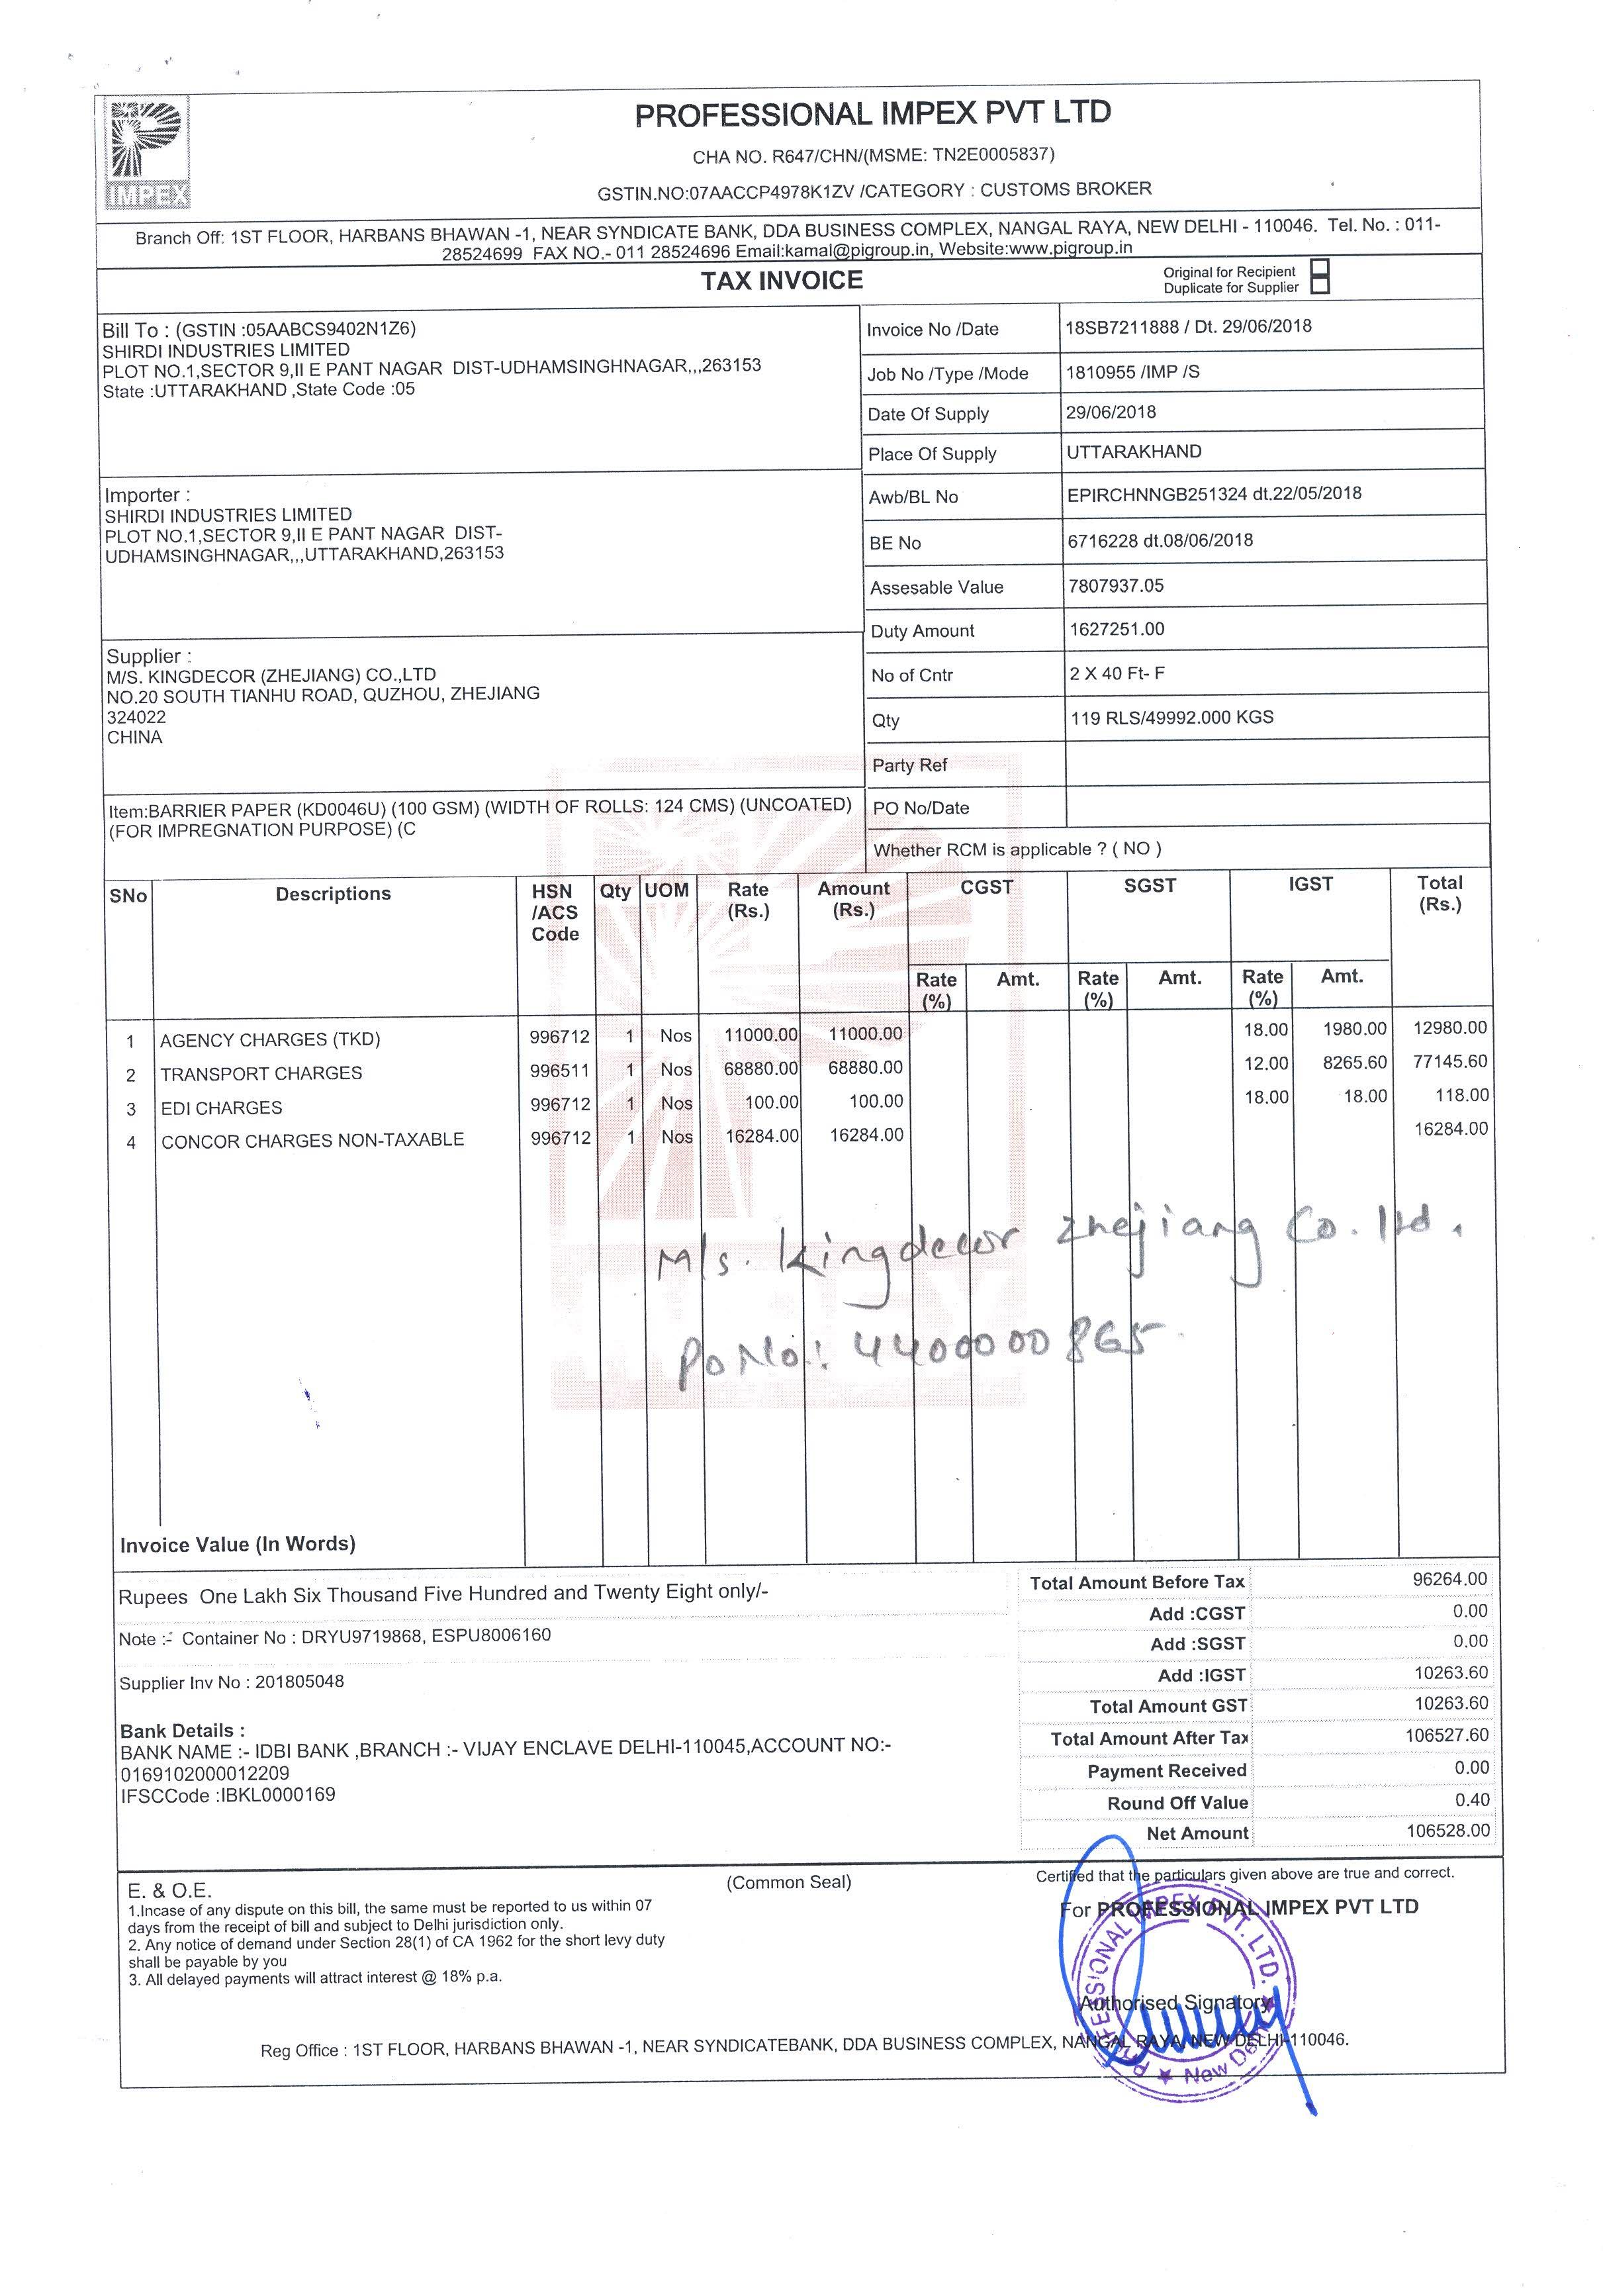 IMPEX
PROFESSIONAL IMPEX PVT LTD
CHA NO. R647/CHN/(MSME: TN2E0005837)
GSTIN.NO:07AACCP4978K1ZV /CATEGORY : CUSTOMS BROKER
Branch Off: 1ST FLOOR, HARBANS BHAWAN -1, NEAR SYNDICATE BANK, DDA BUSINESS COMPLEX, NANGAL RAYA, NEW DELHI - 110046. Tel. No. : 011-
28524699 FAX NO.- 011 28524696 Email:kamal@pigroup.in, Website:www.pigroup.in
TAX INVOICE
Original for Recipient
Duplicate for Supplier
Bill To : (GSTIN :05AABCS9402N1Z6)
SHIRDI INDUSTRIES LIMITED
PLOT NO.1,SECTOR 9,II E PANT NAGAR DIST-UDHAMSINGHNAGAR,,,263153
State :UTTARAKHAND ,State Code :05
Importer :
SHIRDI INDUSTRIES LIMITED
PLOT NO.1,SECTOR 9,II E PANT NAGAR DIST-
UDHAMSINGHNAGAR,,,UTTARAKHAND,263153
Supplier :
M/S. KINGDECOR (ZHEJIANG) CO.,LTD
NO.20 SOUTH TIANHU ROAD, QUZHOU, ZHEJIANG
324022
CHINA
Item:BARRIER PAPER (KD0046U) (100 GSM) (WIDTH OF ROLLS: 124 CMS) (UNCOATED)
(FOR IMPREGNATION PURPOSE) (C
Invoice No /Date 18SB7211888 / Dt. 29/06/2018
Job No /Type /Mode 1810955 /IMP /S
Date Of Supply 29/06/2018
Place Of Supply UTTARAKHAND
Awb/BL No EPIRCHNNGB251324 dt.22/05/2018
BE No 6716228 dt.08/06/2018
Assesable Value 7807937.05
Duty Amount 1627251.00
No of Cntr 2 X 40 Ft- F
Qty 119 RLS/49992.000 KGS
Party Ref
PO No/Date
Whether RCM is applicable ? ( NO )
SNo Descriptions HSN /ACS Code Qty UOM Rate (Rs.) Amount (Rs.) CGST SGST IGST Total (Rs.)
Rate (%) Amt. Rate (%) Amt. Rate (%) Amt.
1 AGENCY CHARGES (TKD) 996712 1 Nos 11000.00 11000.00 18.00 1980.00 12980.00
2 TRANSPORT CHARGES 996511 1 Nos 68880.00 68880.00 12.00 8265.60 77145.60
3 EDI CHARGES 996712 1 Nos 100.00 100.00 18.00 18.00 118.00
4 CONCOR CHARGES NON-TAXABLE 996712 1 Nos 16284.00 16284.00 16284.00
M/s. Kingdecor Zhejiang Co. ltd.
Po No: 4400000865
Invoice Value (In Words)
Rupees One Lakh Six Thousand Five Hundred and Twenty Eight only/-
Note :- Container No : DRYU9719868, ESPU8006160
Supplier Inv No : 201805048
Bank Details :
BANK NAME :- IDBI BANK ,BRANCH :- VIJAY ENCLAVE DELHI-110045,ACCOUNT NO:-
0169102000012209
IFSCCode :IBKL0000169
Total Amount Before Tax 96264.00
Add :CGST 0.00
Add :SGST 0.00
Add :IGST 10263.60
Total Amount GST 10263.60
Total Amount After Tax 106527.60
Payment Received 0.00
Round Off Value 0.40
Net Amount 106528.00
E. & O.E.
1.Incase of any dispute on this bill, the same must be reported to us within 07
days from the receipt of bill and subject to Delhi jurisdiction only.
2. Any notice of demand under Section 28(1) of CA 1962 for the short levy duty
shall be payable by you
3. All delayed payments will attract interest @ 18% p.a.
(Common Seal)
Certified that the particulars given above are true and correct.
For PROFESSIONAL IMPEX PVT LTD
PROFESSIONAL IMPEX PVT. LTD.
New Delhi
Authorised Signatory
Reg Office : 1ST FLOOR, HARBANS BHAWAN -1, NEAR SYNDICATEBANK, DDA BUSINESS COMPLEX, NANGAL RAYA, NEW DELHI-110046.